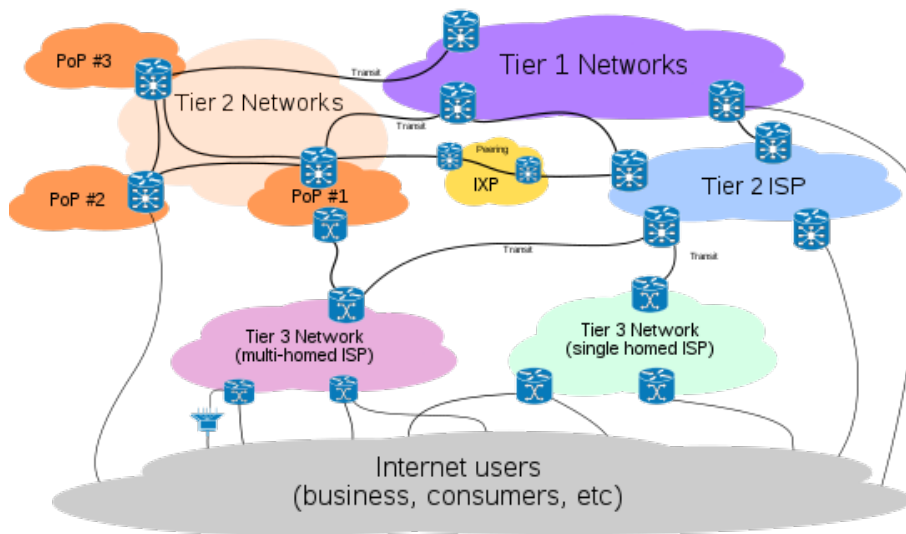 PoP #3
Tier 1 Networks
Transit
Tier 2 Networks
Transit
Peering
IXP
Tier 2 ISP
PoP #2
PoP #1
Transit
Transit
Tier 3 Network
(multi-homed ISP)
Tier 3 Network
(single homed ISP)
Internet users
(business, consumers, etc)